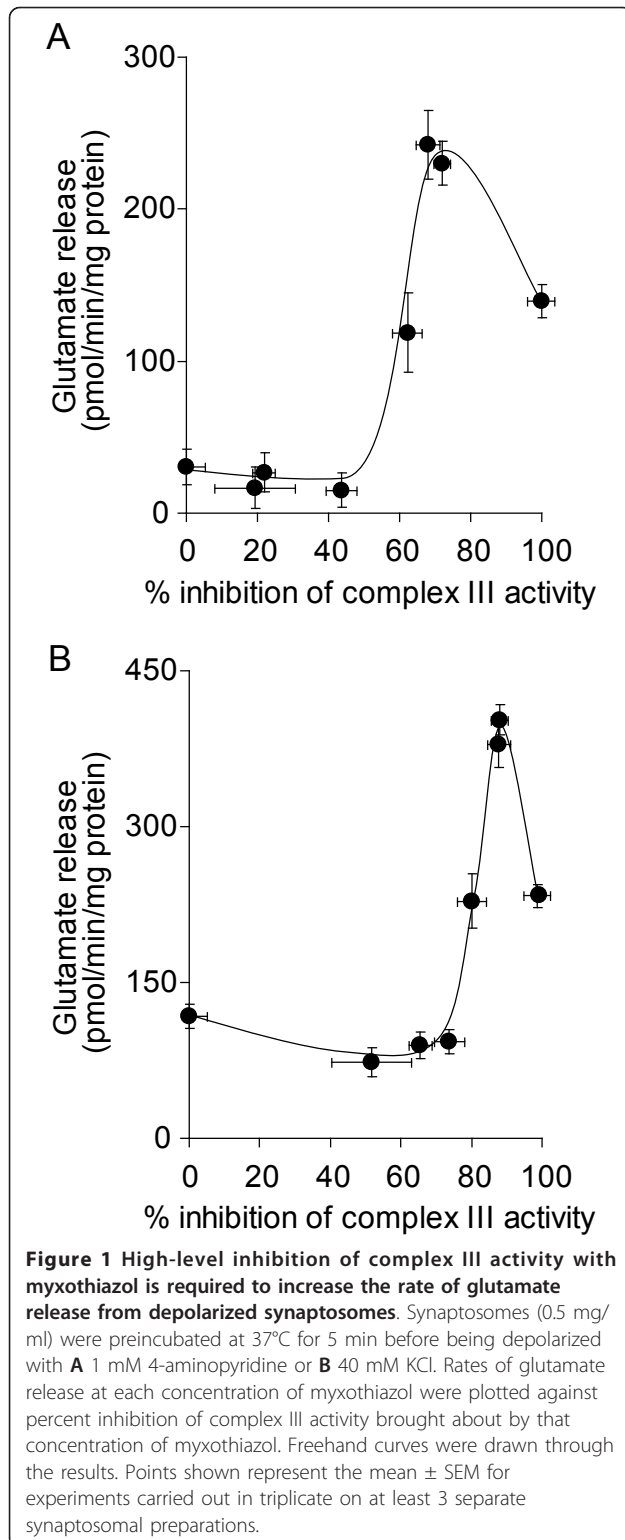 A
300
200
100
0
Glutamate release
(pmol/min/mg protein)
0 20 40 60 80 100
% inhibition of complex III activity
B
450
300
150
0
Glutamate release
(pmol/min/mg protein)
0 20 40 60 80 100
% inhibition of complex III activity
Figure 1 High-level inhibition of complex III activity with
myxothiazol is required to increase the rate of glutamate
release from depolarized synaptosomes. Synaptosomes (0.5 mg/
ml) were preincubated at 37°C for 5 min before being depolarized
with A 1 mM 4-aminopyridine or B 40 mM KCl. Rates of glutamate
release at each concentration of myxothiazol were plotted against
percent inhibition of complex III activity brought about by that
concentration of myxothiazol. Freehand curves were drawn through
the results. Points shown represent the mean ± SEM for
experiments carried out in triplicate on at least 3 separate
synaptosomal preparations.